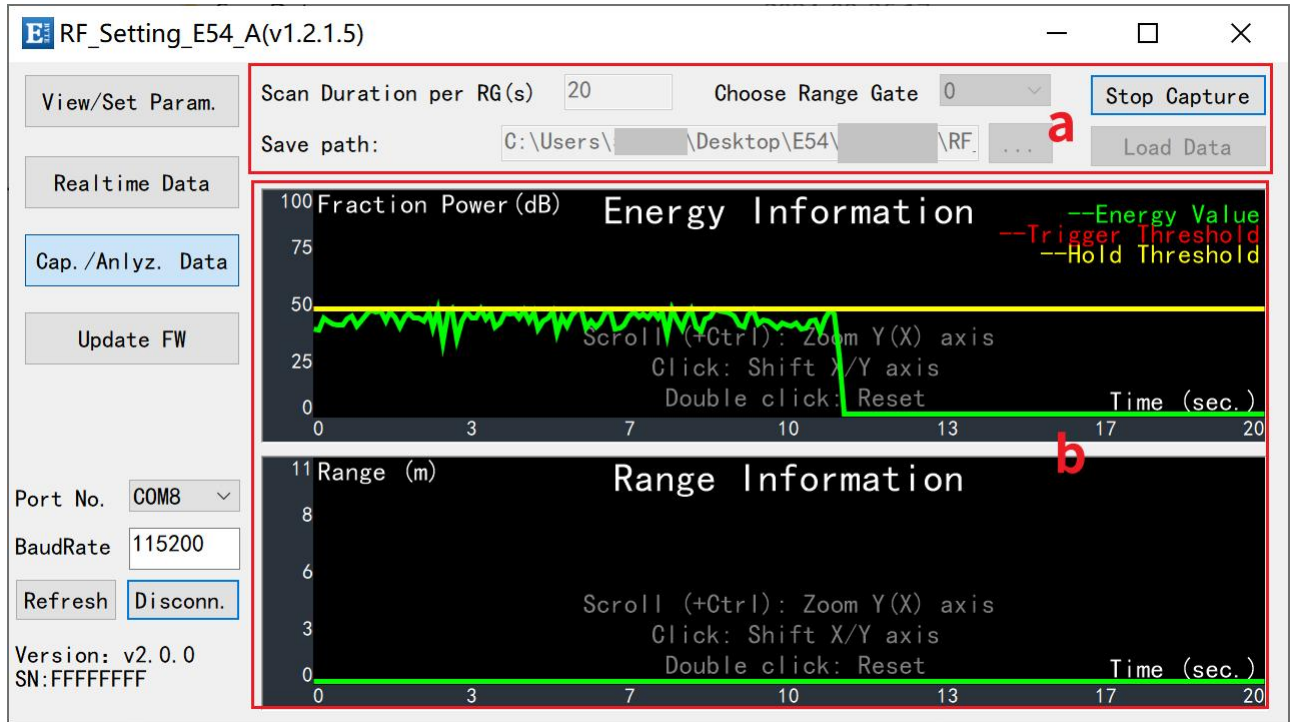 RF_Setting_E54_A(v1.2.1.5)
View/Set Param.
Realtime Data
Cap./Anlyz. Data
Update FW
Port No. COM8
BaudRate 115200
Refresh Disconn.
Version: v2.0.0
SN:FFFFFFFF
Scan Duration per RG(s) 20 Choose Range Gate 0 Stop Capture
Save path: C:\Users\ \Desktop\E54\ \RF_ ... a Load Data
100 Fraction Power(dB) Energy Information
--Energy Value
--Trigger Threshold
--Hold Threshold
75
50
25
0
Scroll (+Ctrl): Zoom Y(X) axis
Click: Shift X/Y axis
Double click: Reset
Time (sec.)
0 3 7 10 13 17 20
b
11 Range (m) Range Information
8
6
3
0
Scroll (+Ctrl): Zoom Y(X) axis
Click: Shift X/Y axis
Double click: Reset
Time (sec.)
0 3 7 10 13 17 20